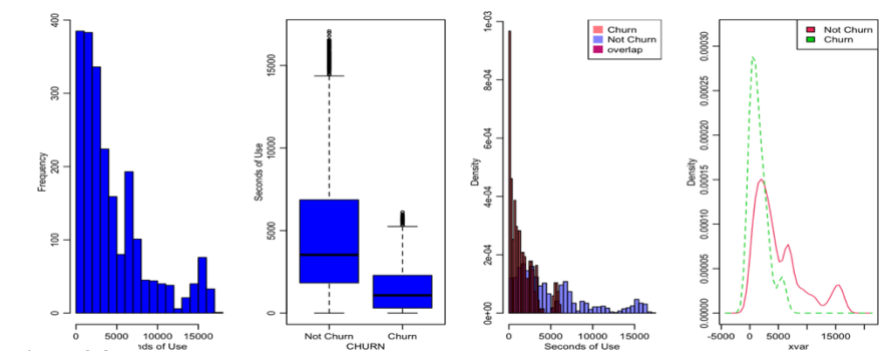 400
300
200
100
0
Frequency
0 5000 10000 15000
nds of Use
15000
10000
5000
0
Seconds of Use
Not Churn Churn
CHURN
1e-03
8e-04
6e-04
4e-04
2e-04
0e+00
Density
Churn
Not Churn
overlap
0 5000 10000 15000
Seconds of Use
0.00030
0.00025
0.00020
0.00015
0.00010
0.00005
0.00000
Density
Not Churn
Churn
-5000 0 5000 15000
xvar